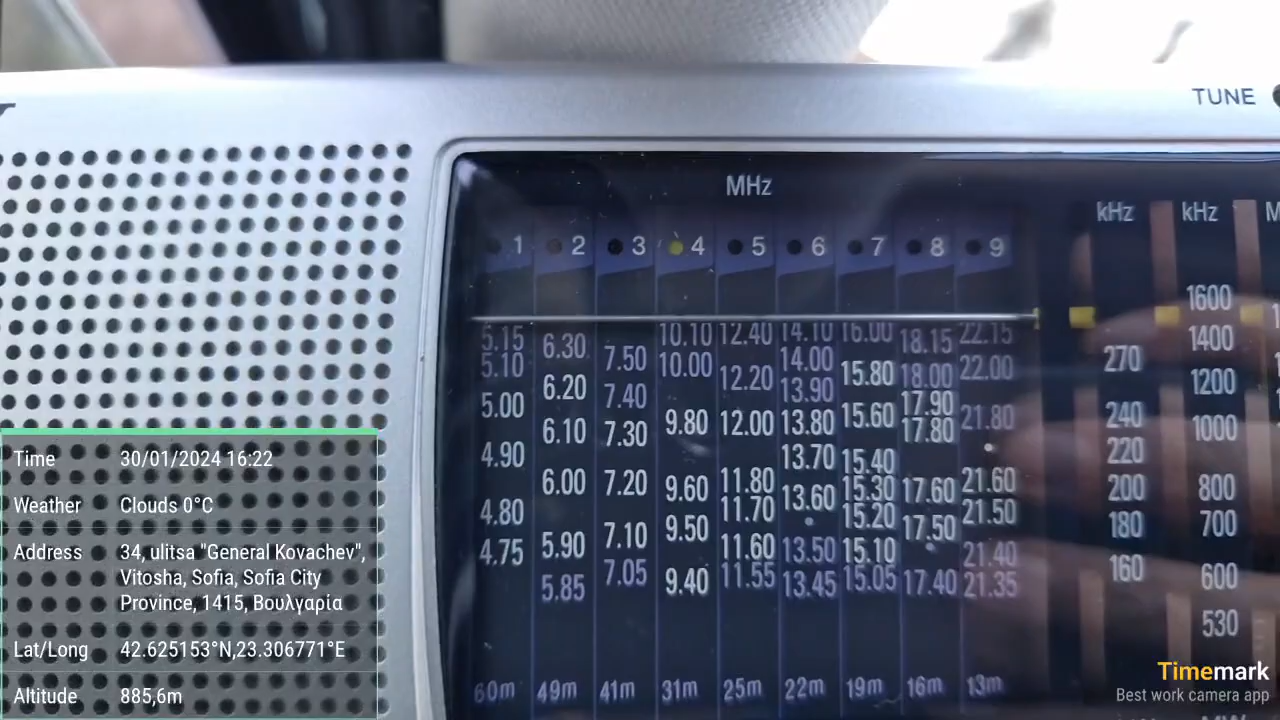 TUNE
MHz
kHz kHz M
1 2 3 4 5 6 7 8 9
5.15 6.30 7.50 10.10 12.40 14.10 16.00 18.15 22.15
5.10 6.20 7.40 10.00 12.20 14.00 15.80 18.00 22.00
5.00 6.10 7.30 9.80 12.00 13.90 15.60 17.90 21.80
4.90 6.00 7.20 9.60 11.80 13.80 15.40 17.80 21.60
4.80 5.90 7.10 9.50 11.70 13.70 15.30 17.60 21.50
4.75 5.85 7.05 9.40 11.60 13.60 15.20 17.50 21.40
11.55 13.50 15.10 17.40 21.35
13.45 15.05
60m 49m 41m 31m 25m 22m 19m 16m 13m
1600
270 1400
1200
240 1000
220
200 800
180 700
160 600
530
Time 30/01/2024 16:22
Weather Clouds 0°C
Address 34, ulitsa "General Kovachev",
Vitosha, Sofia, Sofia City
Province, 1415, Βουλγαρία
Lat/Long 42.625153°N,23.306771°E
Altitude 885,6m
Timemark
Best work camera app